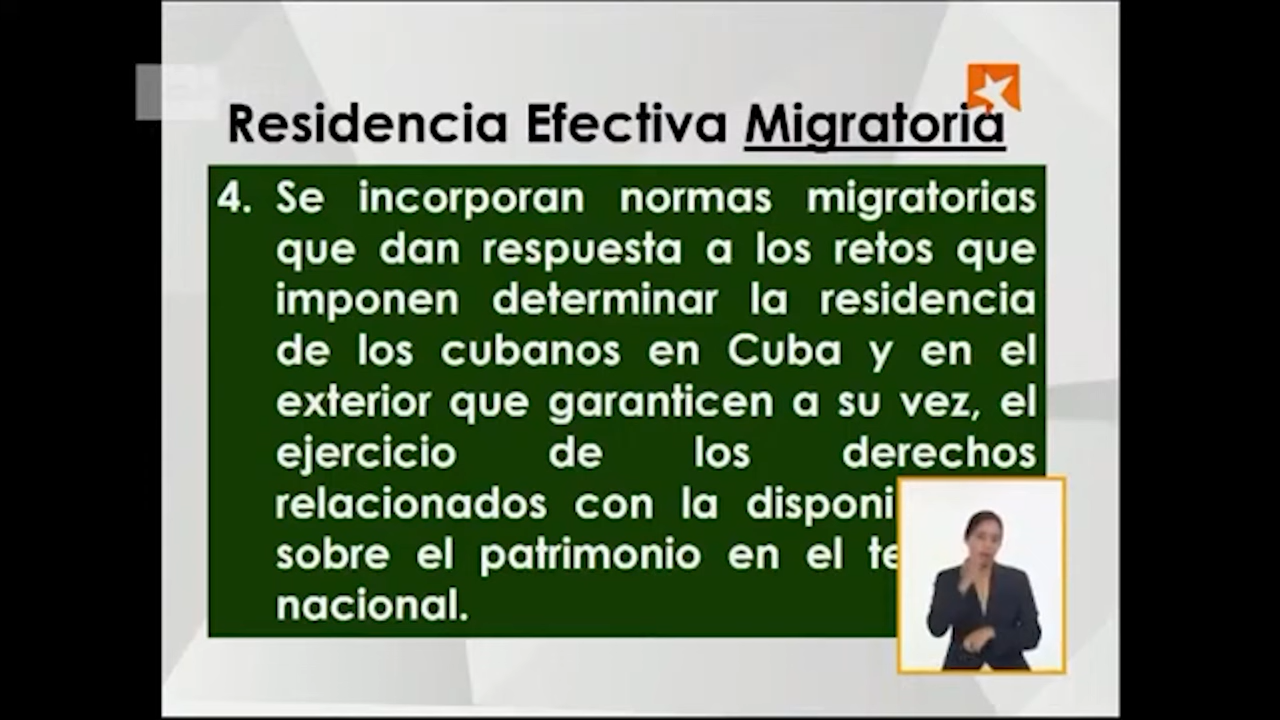 Residencia Efectiva Migratoria
4. Se incorporan normas migratorias
que dan respuesta a los retos que
imponen determinar la residencia
de los cubanos en Cuba y en el
exterior que garanticen a su vez, el
ejercicio de los derechos
relacionados con la
sobre el patrimonio en el
nacional.